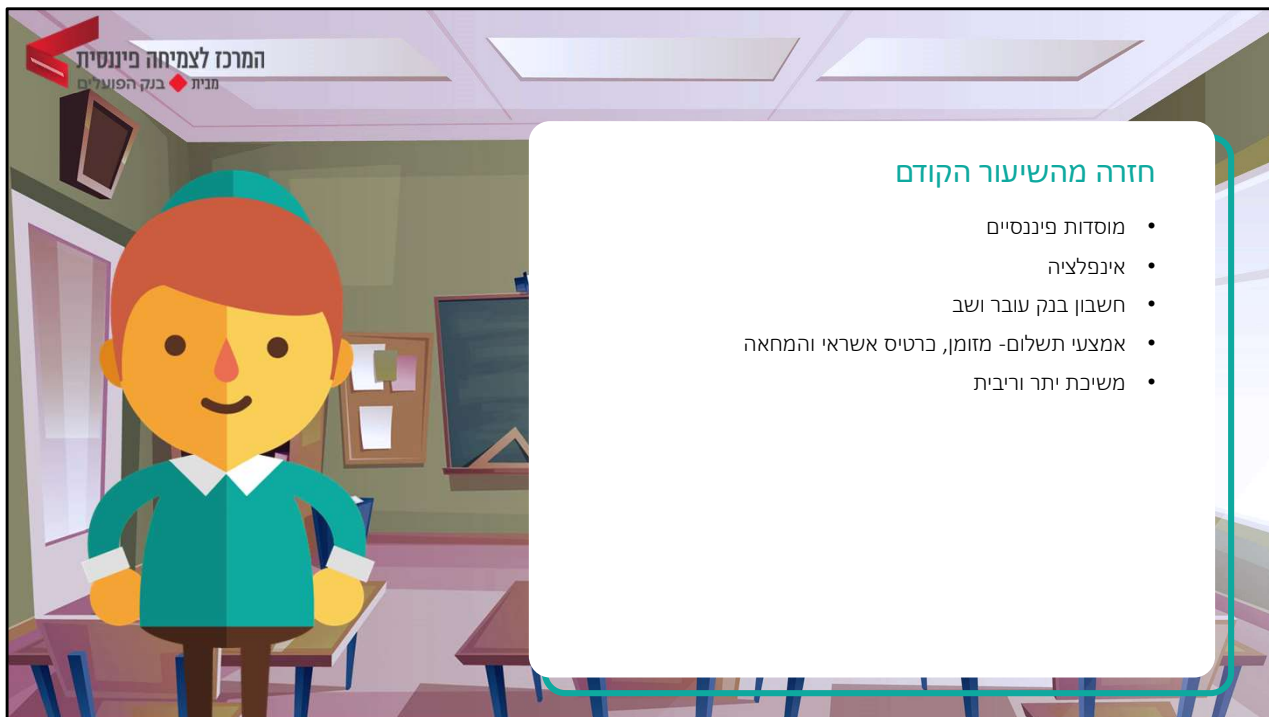 המרכז לצמיחה פיננסית
מבית בנק הפועלים
חזרה מהשיעור הקודם
• מוסדות פיננסיים
• אינפלציה
• חשבון בנק עובר ושב
• אמצעי תשלום- מזומן, כרטיס אשראי והמחאה
• משיכת יתר וריבית